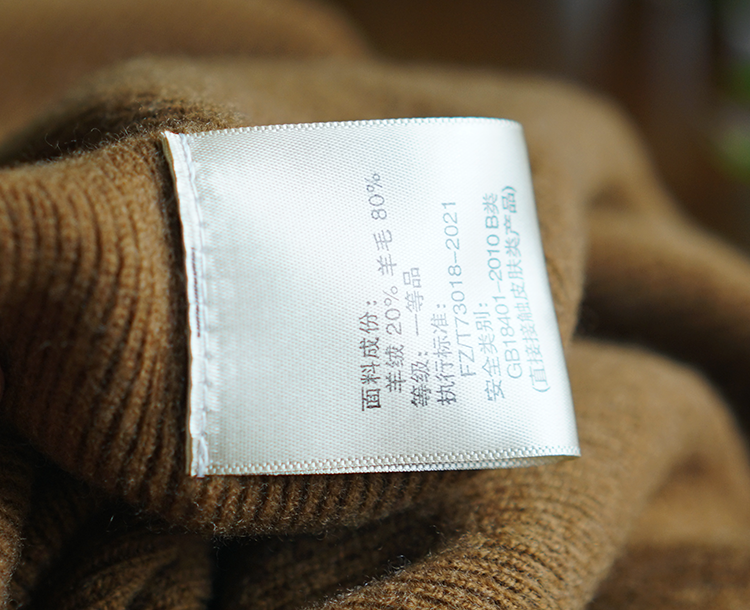 面料成份：
羊绒 20% 羊毛 80%
等级：一等品
执行标准：
FZ/T73018-2021
安全类别：
GB18401-2010 B类
(直接接触皮肤类产品)